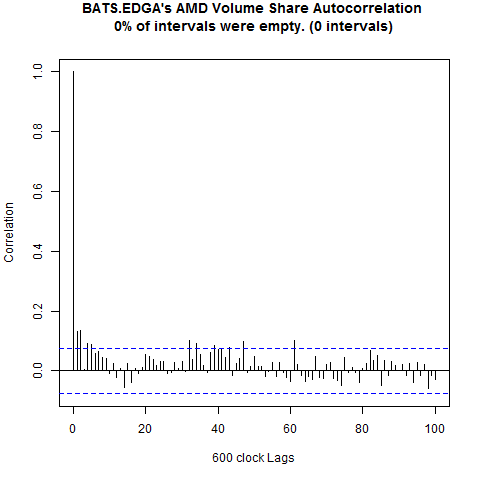 BATS.EDGA's AMD Volume Share Autocorrelation
0% of intervals were empty. (0 intervals)
1.0
0.8
0.6
0.4
0.2
0.0
Correlation
0 20 40 60 80 100
600 clock Lags